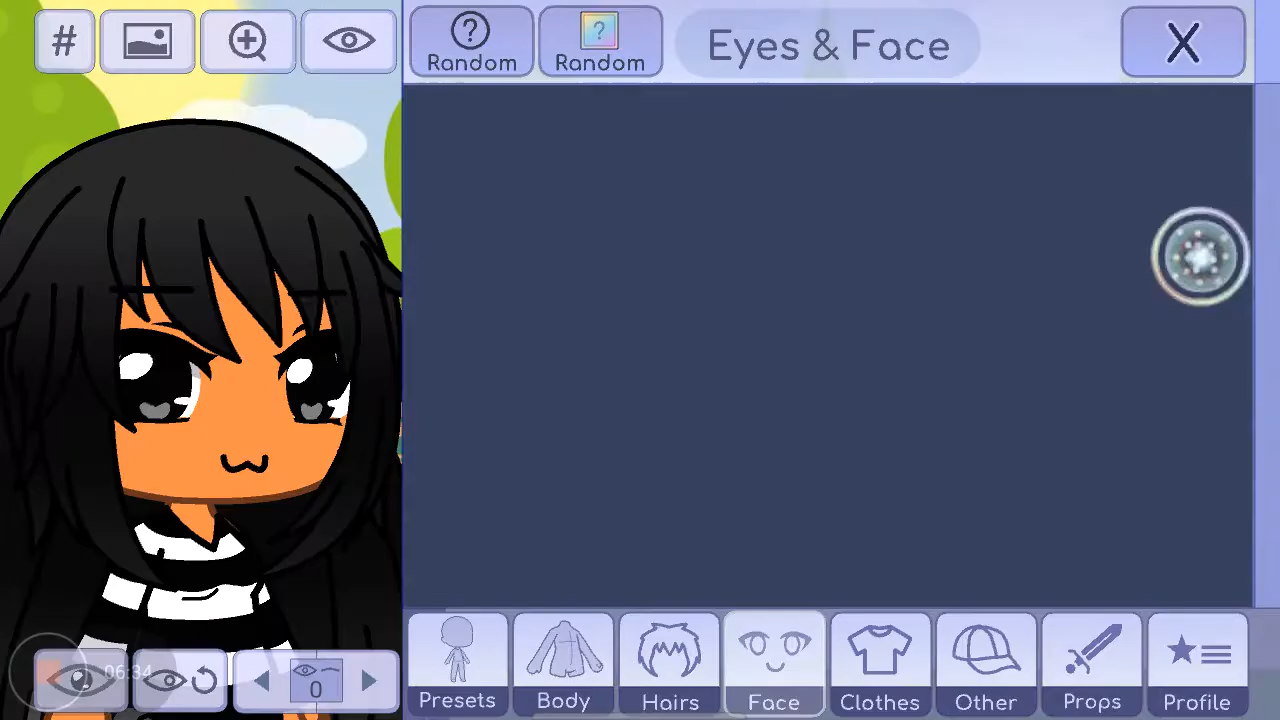 #
? Random
? Random
Eyes & Face
X
06:34
0
Presets
Body
Hairs
Face
Clothes
Other
Props
Profile